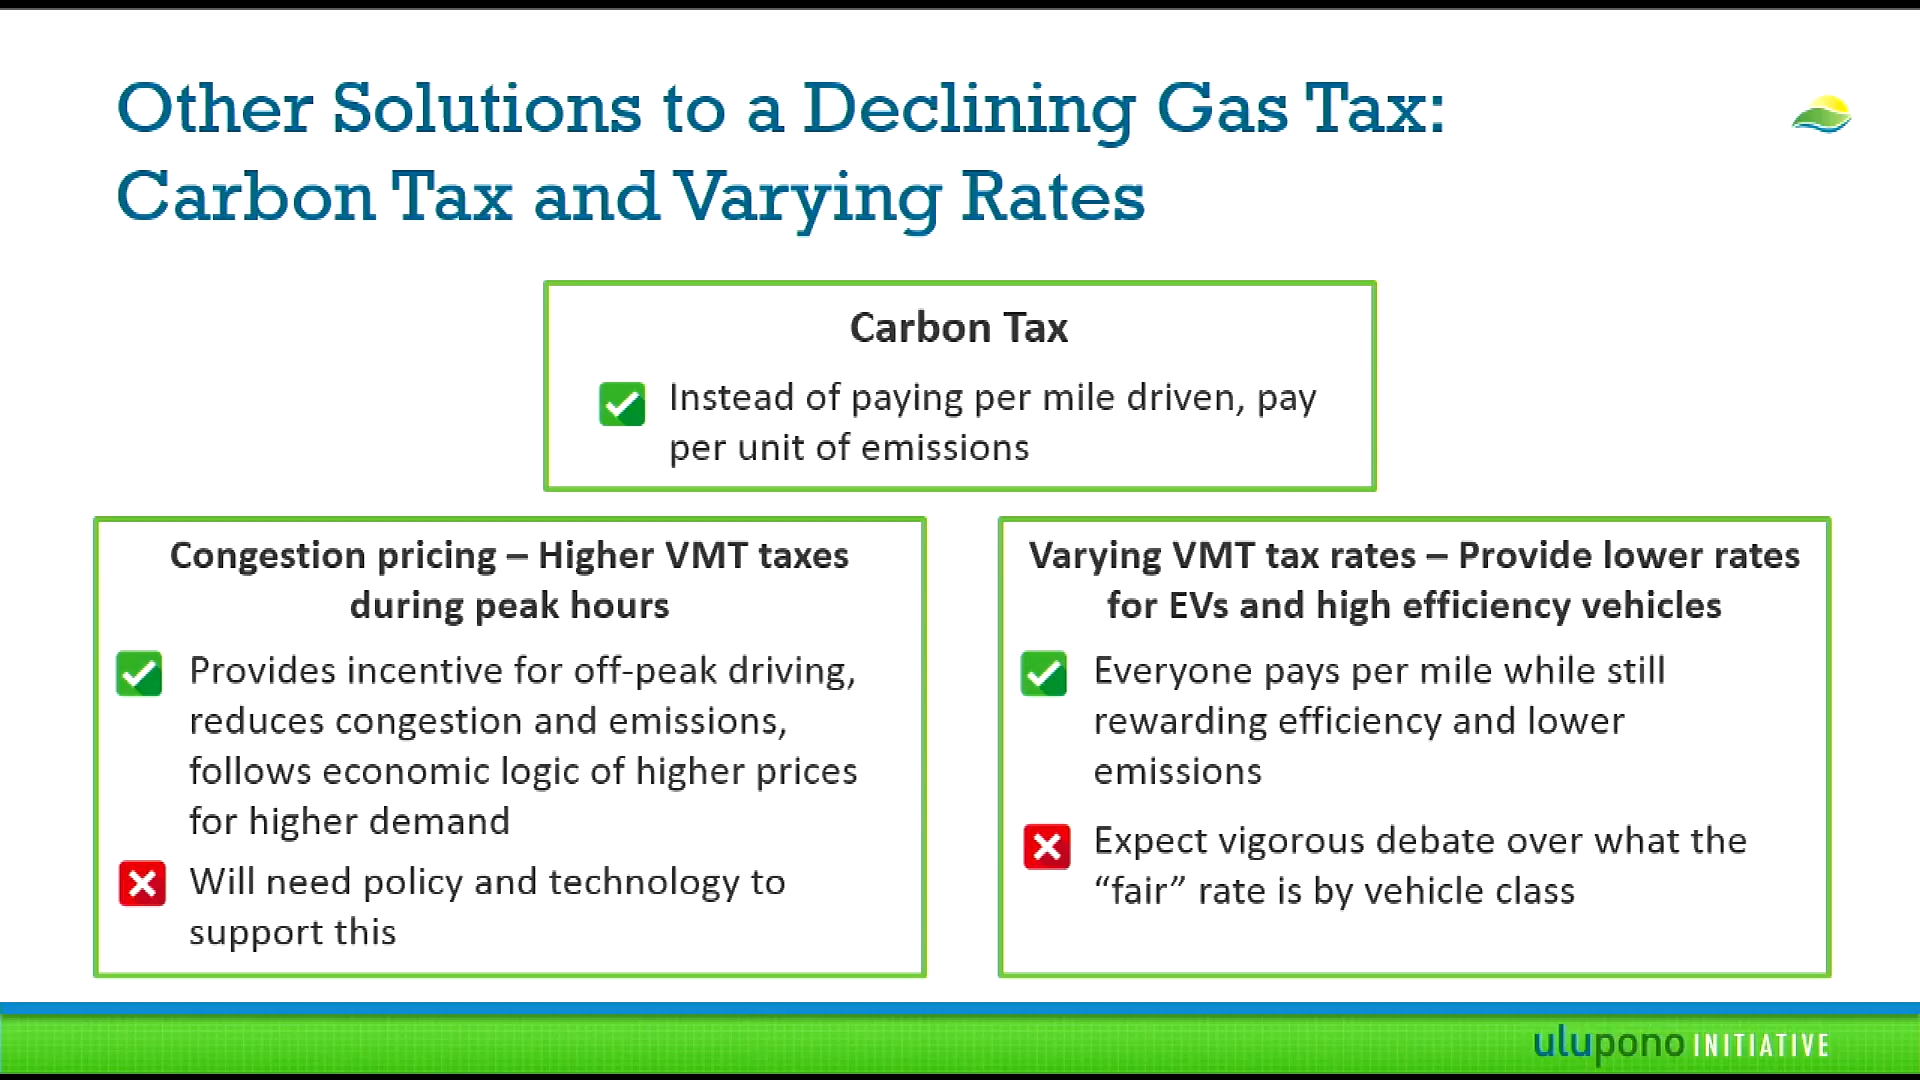 Other Solutions to a Declining Gas Tax:
Carbon Tax and Varying Rates
Carbon Tax
Instead of paying per mile driven, pay
per unit of emissions
Congestion pricing – Higher VMT taxes
during peak hours
Provides incentive for off-peak driving,
reduces congestion and emissions,
follows economic logic of higher prices
for higher demand
Will need policy and technology to
support this
Varying VMT tax rates – Provide lower rates
for EVs and high efficiency vehicles
Everyone pays per mile while still
rewarding efficiency and lower
emissions
Expect vigorous debate over what the
“fair” rate is by vehicle class
ulupono INITIATIVE